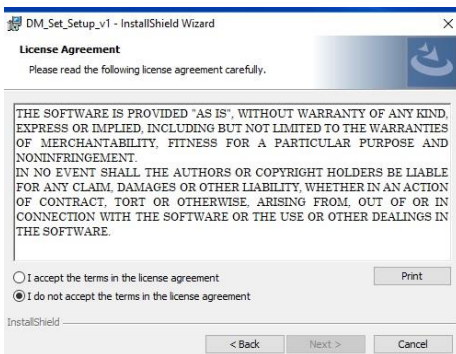 DM_Set_Setup_v1 - InstallShield Wizard
License Agreement
Please read the following license agreement carefully.
THE SOFTWARE IS PROVIDED "AS IS", WITHOUT WARRANTY OF ANY KIND,
EXPRESS OR IMPLIED, INCLUDING BUT NOT LIMITED TO THE WARRANTIES
OF MERCHANTABILITY, FITNESS FOR A PARTICULAR PURPOSE AND
NONINFRINGEMENT.
IN NO EVENT SHALL THE AUTHORS OR COPYRIGHT HOLDERS BE LIABLE
FOR ANY CLAIM, DAMAGES OR OTHER LIABILITY, WHETHER IN AN ACTION
OF CONTRACT, TORT OR OTHERWISE, ARISING FROM, OUT OF OR IN
CONNECTION WITH THE SOFTWARE OR THE USE OR OTHER DEALINGS IN
THE SOFTWARE.
I accept the terms in the license agreement
Print
I do not accept the terms in the license agreement
InstallShield
< Back Next > Cancel